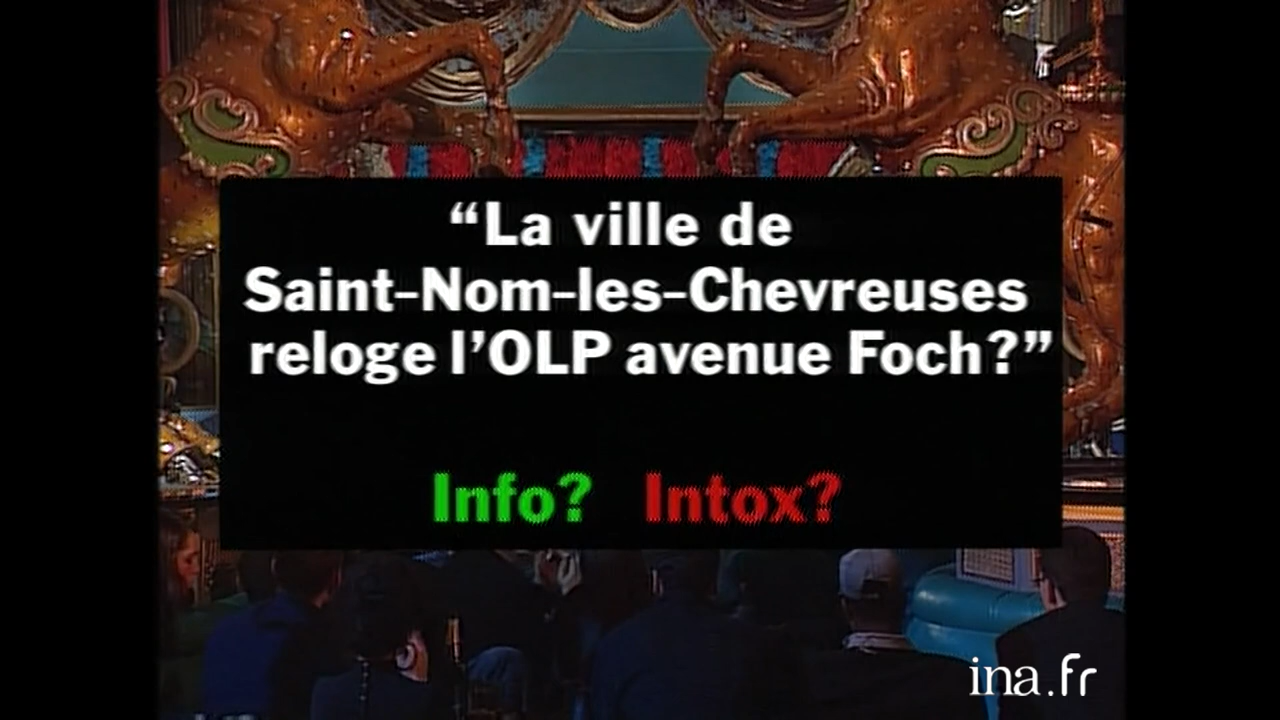 “La ville de
Saint-Nom-les-Chevreuses
reloge l’OLP avenue Foch?”
Info? Intox?
ina.fr